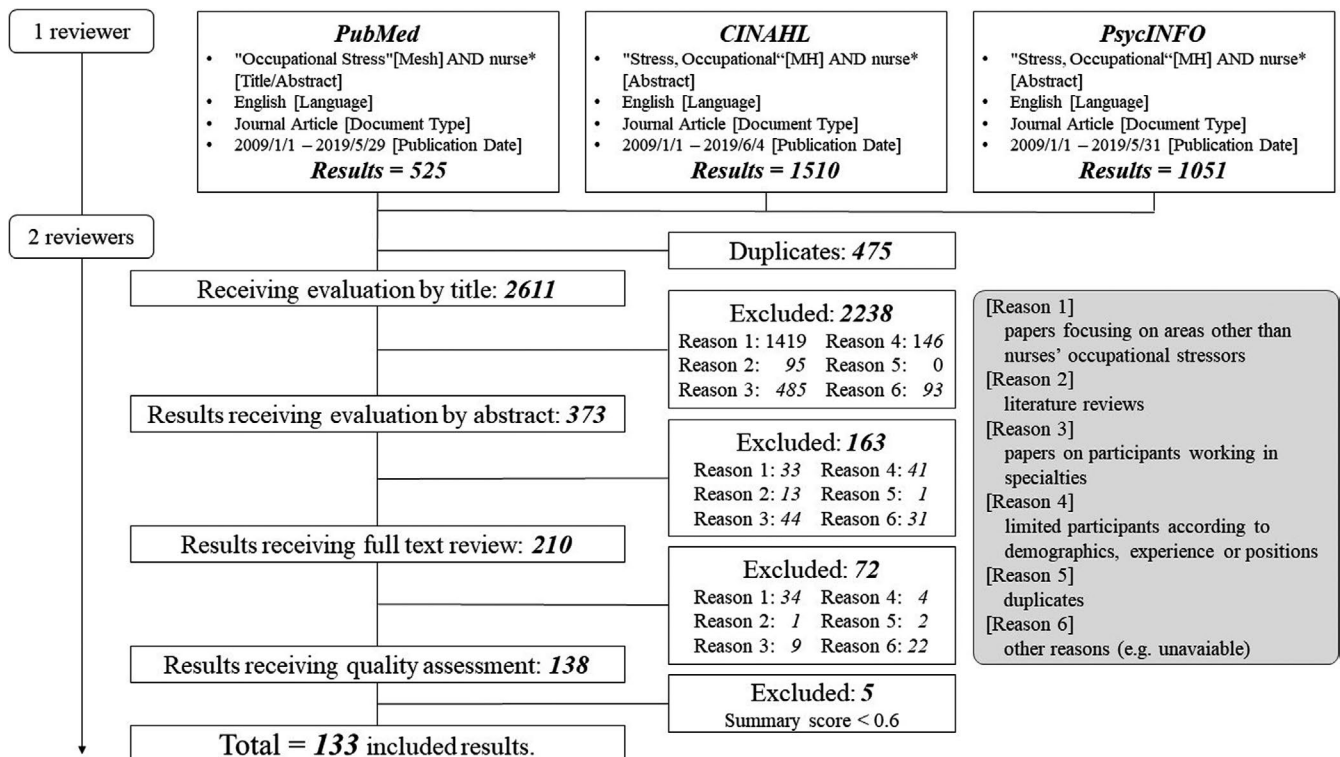 1 reviewer
PubMed
• "Occupational Stress"[Mesh] AND nurse*
[Title/Abstract]
• English [Language]
• Journal Article [Document Type]
• 2009/1/1 – 2019/5/29 [Publication Date]
Results = 525
CINAHL
• "Stress, Occupational“[MH] AND nurse*
[Abstract]
• English [Language]
• Journal Article [Document Type]
• 2009/1/1 – 2019/6/4 [Publication Date]
Results = 1510
PsycINFO
• "Stress, Occupational“[MH] AND nurse*
[Abstract]
• English [Language]
• Journal Article [Document Type]
• 2009/1/1 – 2019/5/31 [Publication Date]
Results = 1051
2 reviewers
Duplicates: 475
Receiving evaluation by title: 2611
Excluded: 2238
Reason 1: 1419 Reason 4: 146
Reason 2: 95 Reason 5: 0
Reason 3: 485 Reason 6: 93
Results receiving evaluation by abstract: 373
Excluded: 163
Reason 1: 33 Reason 4: 41
Reason 2: 13 Reason 5: 1
Reason 3: 44 Reason 6: 31
Results receiving full text review: 210
Excluded: 72
Reason 1: 34 Reason 4: 4
Reason 2: 1 Reason 5: 2
Reason 3: 9 Reason 6: 22
Results receiving quality assessment: 138
Excluded: 5
Summary score < 0.6
Total = 133 included results.
[Reason 1]
papers focusing on areas other than
nurses’ occupational stressors
[Reason 2]
literature reviews
[Reason 3]
papers on participants working in
specialties
[Reason 4]
limited participants according to
demographics, experience or positions
[Reason 5]
duplicates
[Reason 6]
other reasons (e.g. unavaiable)